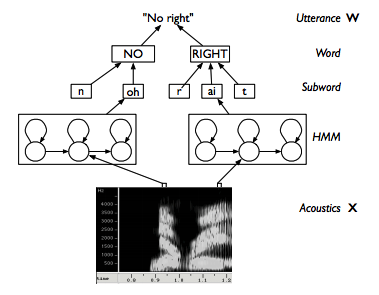 "No right" Utterance W
NO RIGHT Word
n oh r ai t Subword
HMM
Hz
4000
3500
3000
2500
2000
1500
1000
500
Acoustics X
time 0.8 0.9 1.0 1.1 1.2